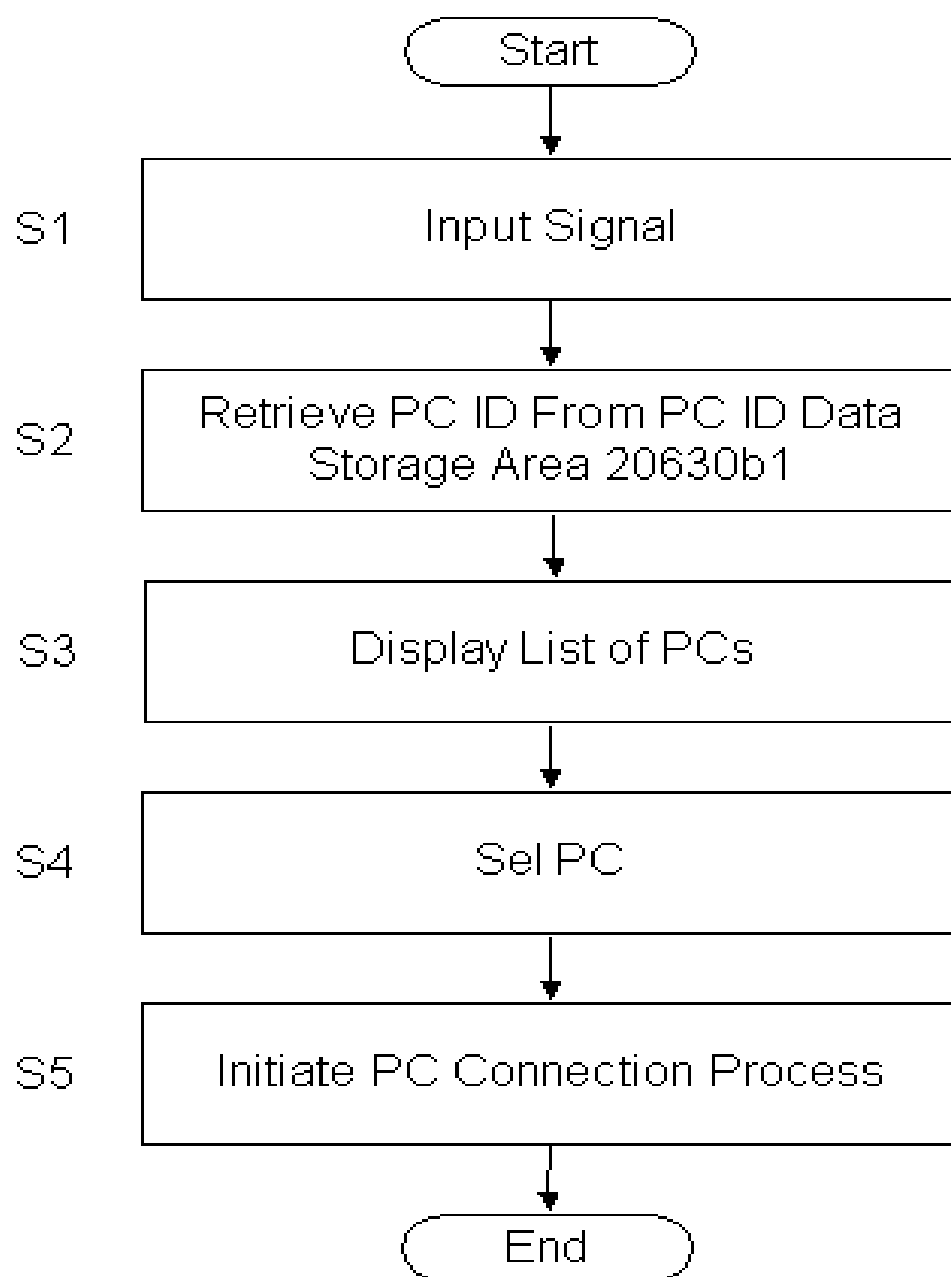 Start
S1
Input Signal
S2
Retrieve PC ID From PC ID Data
Storage Area 20630b1
S3
Display List of PCs
S4
Sel PC
S5
Initiate PC Connection Process
End